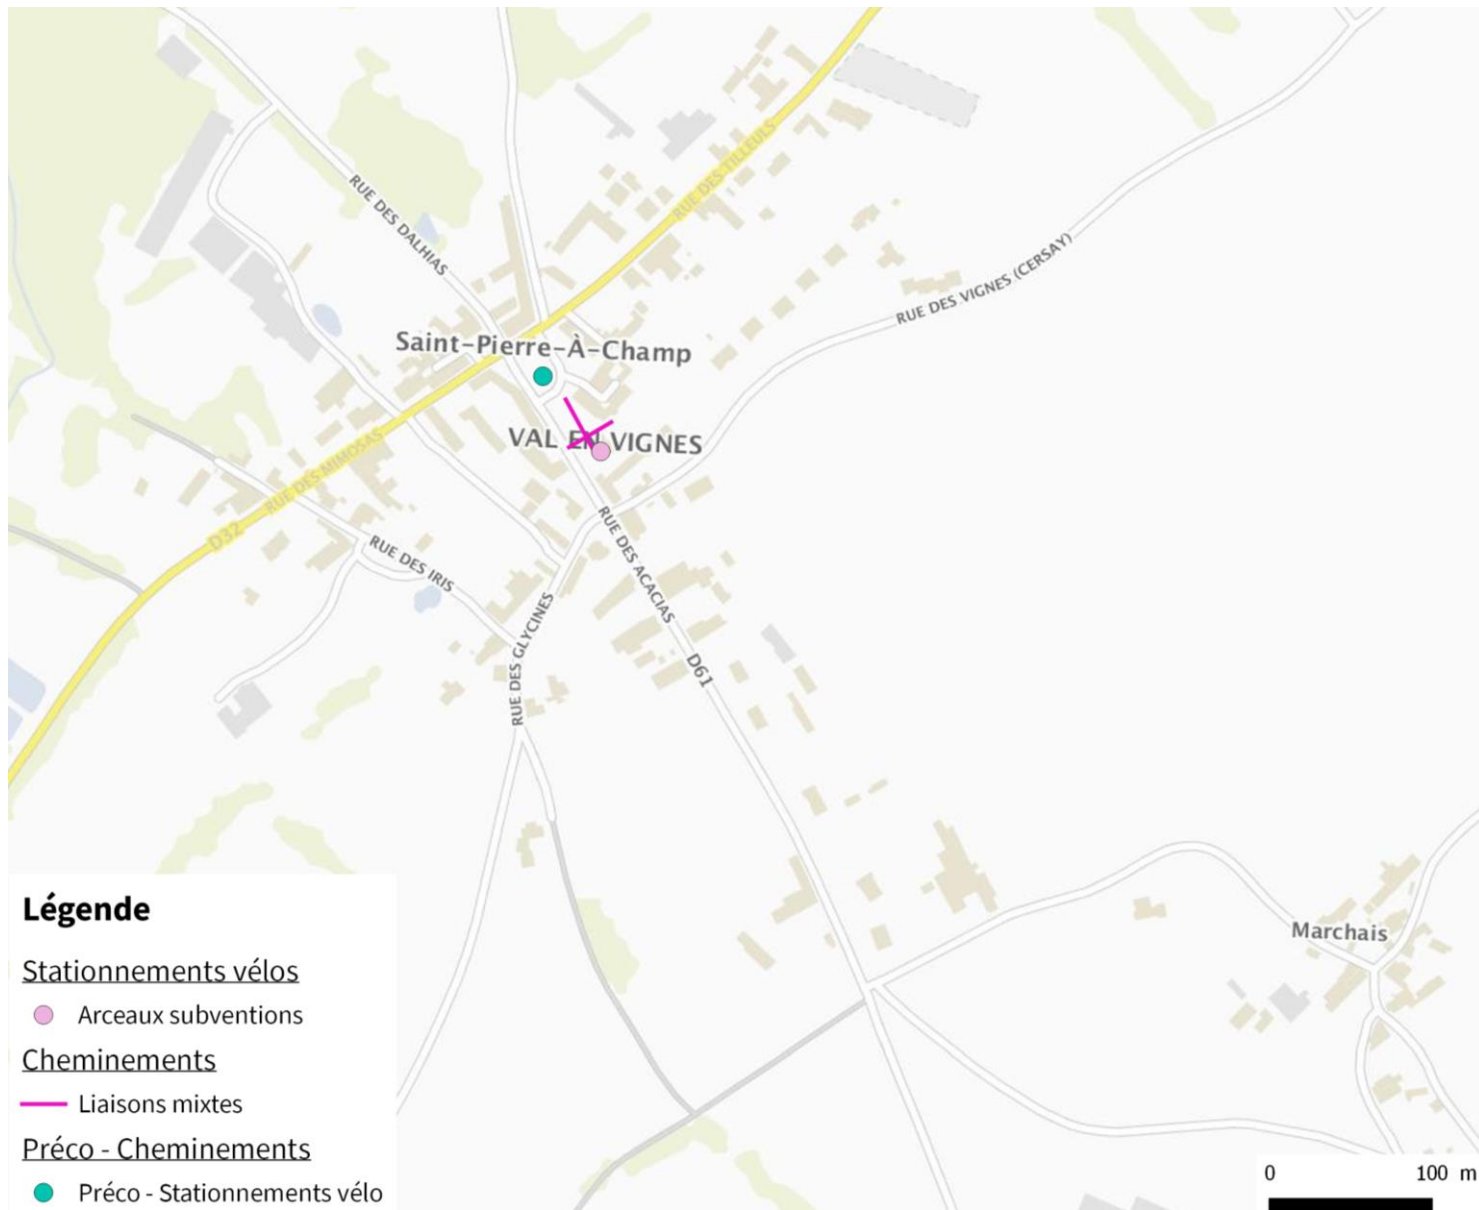 RUE DES TILLEULS
RUE DES DALHIAS
RUE DES VIGNES (CERSAY)
Saint-Pierre-À-Champ
VAL EN VIGNES
RUE DES MIMOSAS
D32
RUE DES IRIS
RUE DES ACACIAS
RUE DES GLYCINES
D61
Marchais
Légende
Stationnements vélos
Arceaux subventions
Cheminements
Liaisons mixtes
Préco - Cheminements
Préco - Stationnements vélo
0 100 m